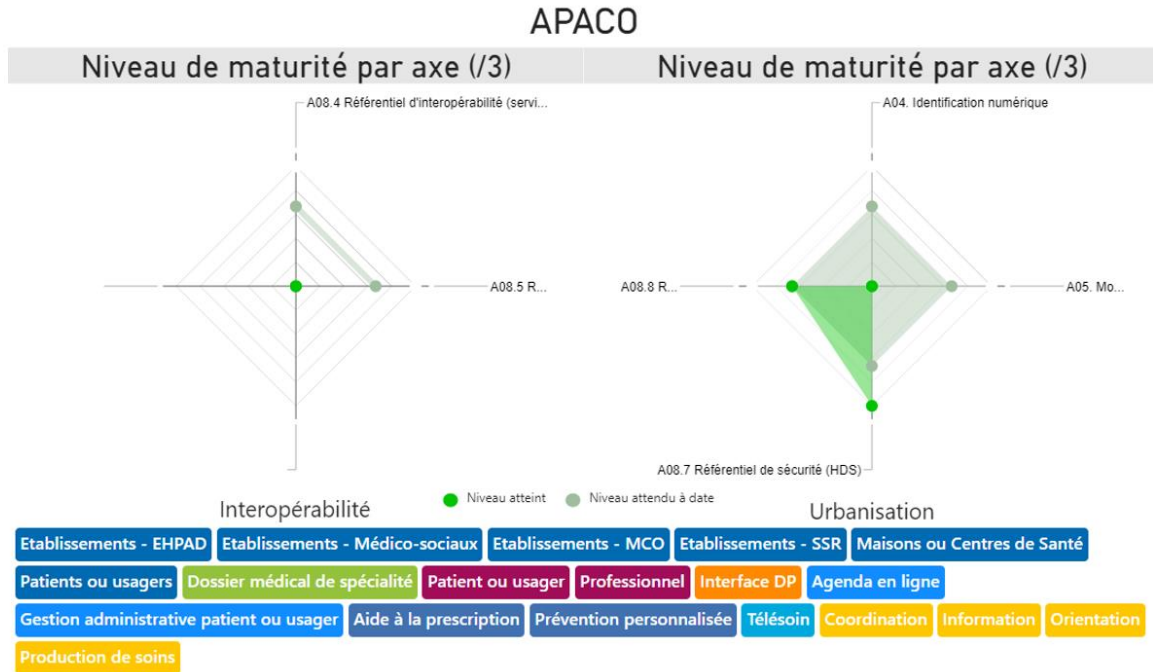 APACO
Niveau de maturité par axe (/3)
Niveau de maturité par axe (/3)
A08.4 Référentiel d'interopérabilité (servi...
A08.5 R...
A04. Identification numérique
A08.8 R...
A05. Mo...
A08.7 Référentiel de sécurité (HDS)
Interopérabilité
Niveau atteint
Niveau attendu à date
Urbanisation
Etablissements - EHPAD Etablissements - Médico-sociaux Etablissements - MCO Etablissements - SSR Maisons ou Centres de Santé
Patients ou usagers Dossier médical de spécialité Patient ou usager Professionnel Interface DP Agenda en ligne
Gestion administrative patient ou usager Aide à la prescription Prévention personnalisée Télésoin Coordination Information Orientation
Production de soins